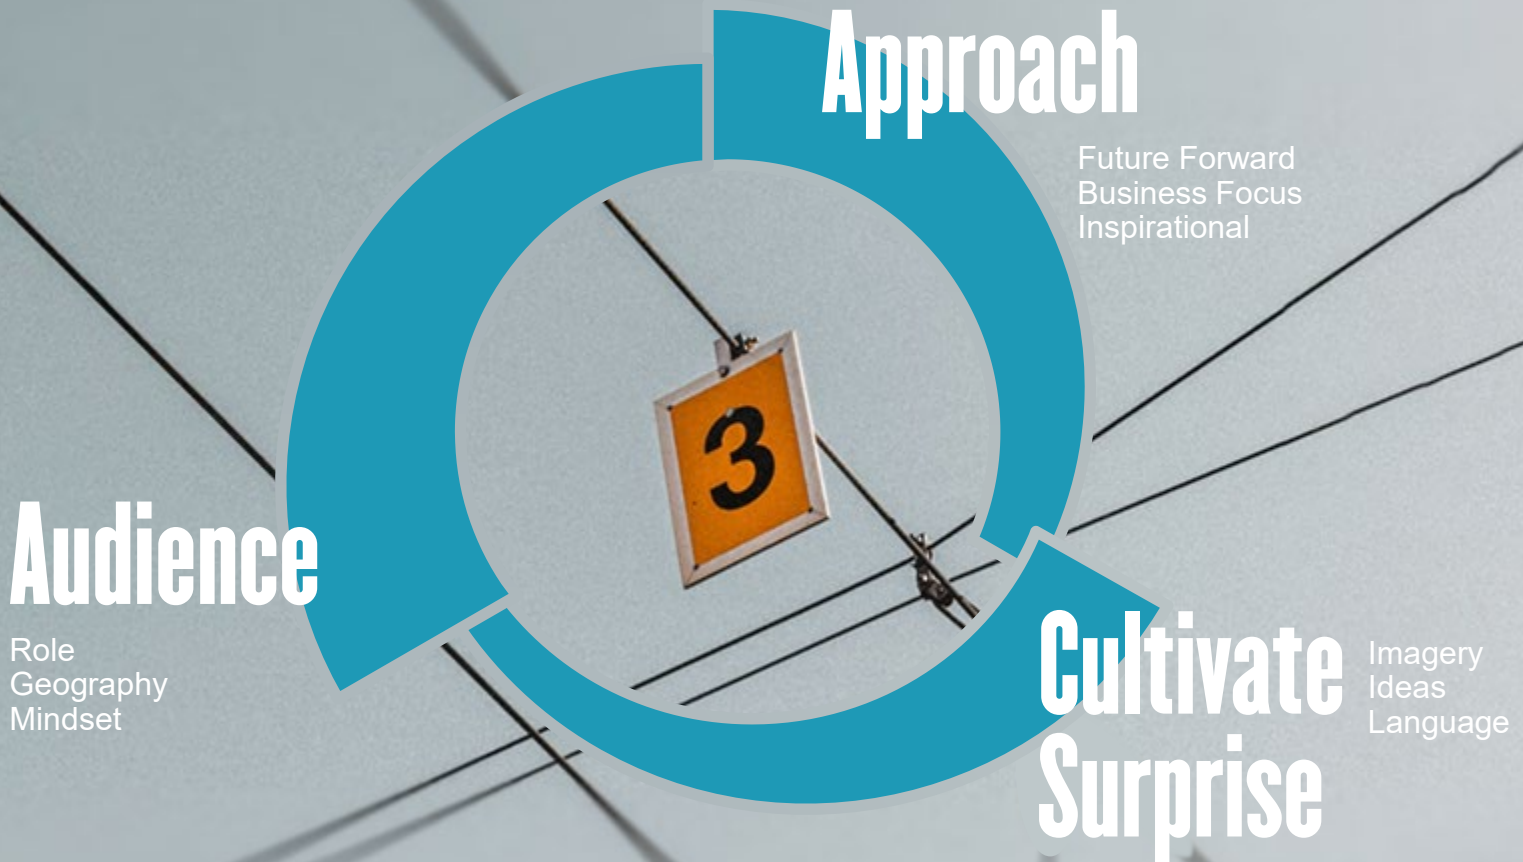 Approach
Future Forward
Business Focus
Inspirational
3
Audience
Role
Geography
Mindset
Cultivate
Surprise
Imagery
Ideas
Language